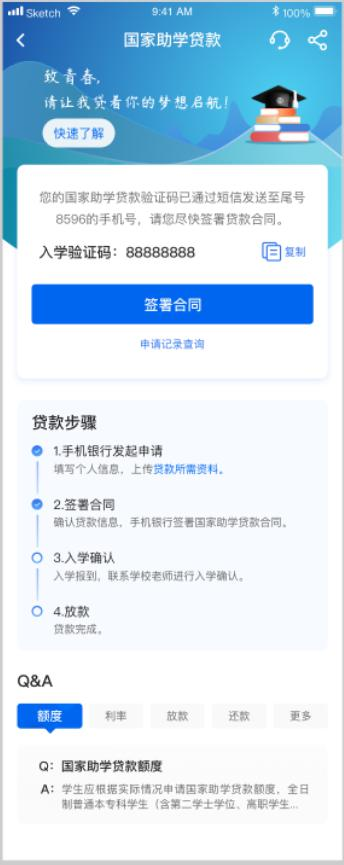 Sketch 9:41 AM 100%
国家助学贷款
致青春，
请让我贷着你的梦想启航！
快速了解
您的国家助学贷款验证码已通过短信发送至尾号
8596的手机号，请您尽快签署贷款合同。
入学验证码：88888888 复制
签署合同
申请记录查询
贷款步骤
1.手机银行发起申请
填写个人信息，上传贷款所需资料。
2.签署合同
确认贷款信息，手机银行签署国家助学贷款合同。
3.入学确认
入学报到，联系学校老师进行入学确认。
4.放款
贷款完成。
Q&A
额度 利率 放款 还款 更多
Q：国家助学贷款额度
A：学生应根据实际情况申请国家助学贷款额度，全日
制普通本专科学生（含第二学士学位、高职学生...